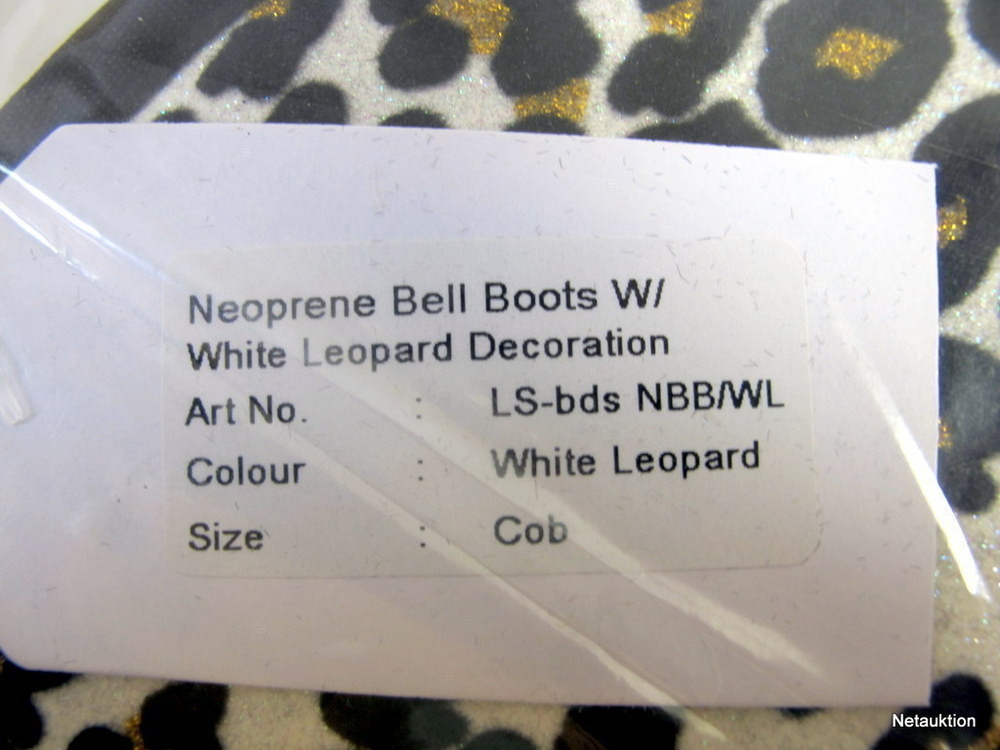 Neoprene Bell Boots W/
White Leopard Decoration
Art No. : LS-bds NBB/WL
Colour : White Leopard
Size : Cob
Netauktion